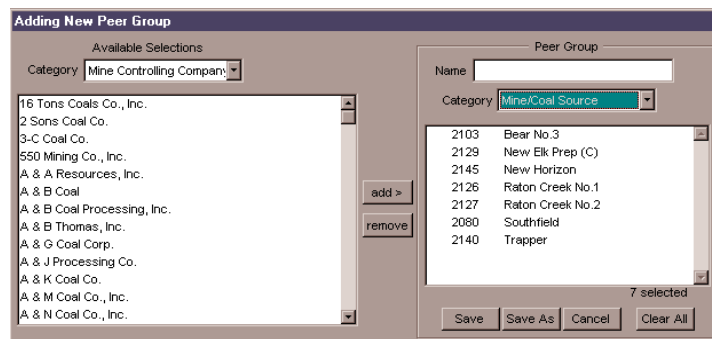 Adding New Peer Group
Available Selections
Category Mine Controlling Company
16 Tons Coals Co., Inc.
2 Sons Coal Co.
3-C Coal Co.
550 Mining Co., Inc.
A & A Resources, Inc.
A & B Coal
A & B Coal Processing, Inc.
A & B Thomas, Inc.
A & G Coal Corp.
A & J Processing Co.
A & K Coal Co.
A & M Coal Co., Inc.
A & N Coal Co., Inc.
add >
remove
Peer Group
Name
Category Mine/Coal Source
2103 Bear No.3
2129 New Elk Prep (C)
2145 New Horizon
2126 Raton Creek No.1
2127 Raton Creek No.2
2080 Southfield
2140 Trapper
7 selected
Save Save As Cancel Clear All